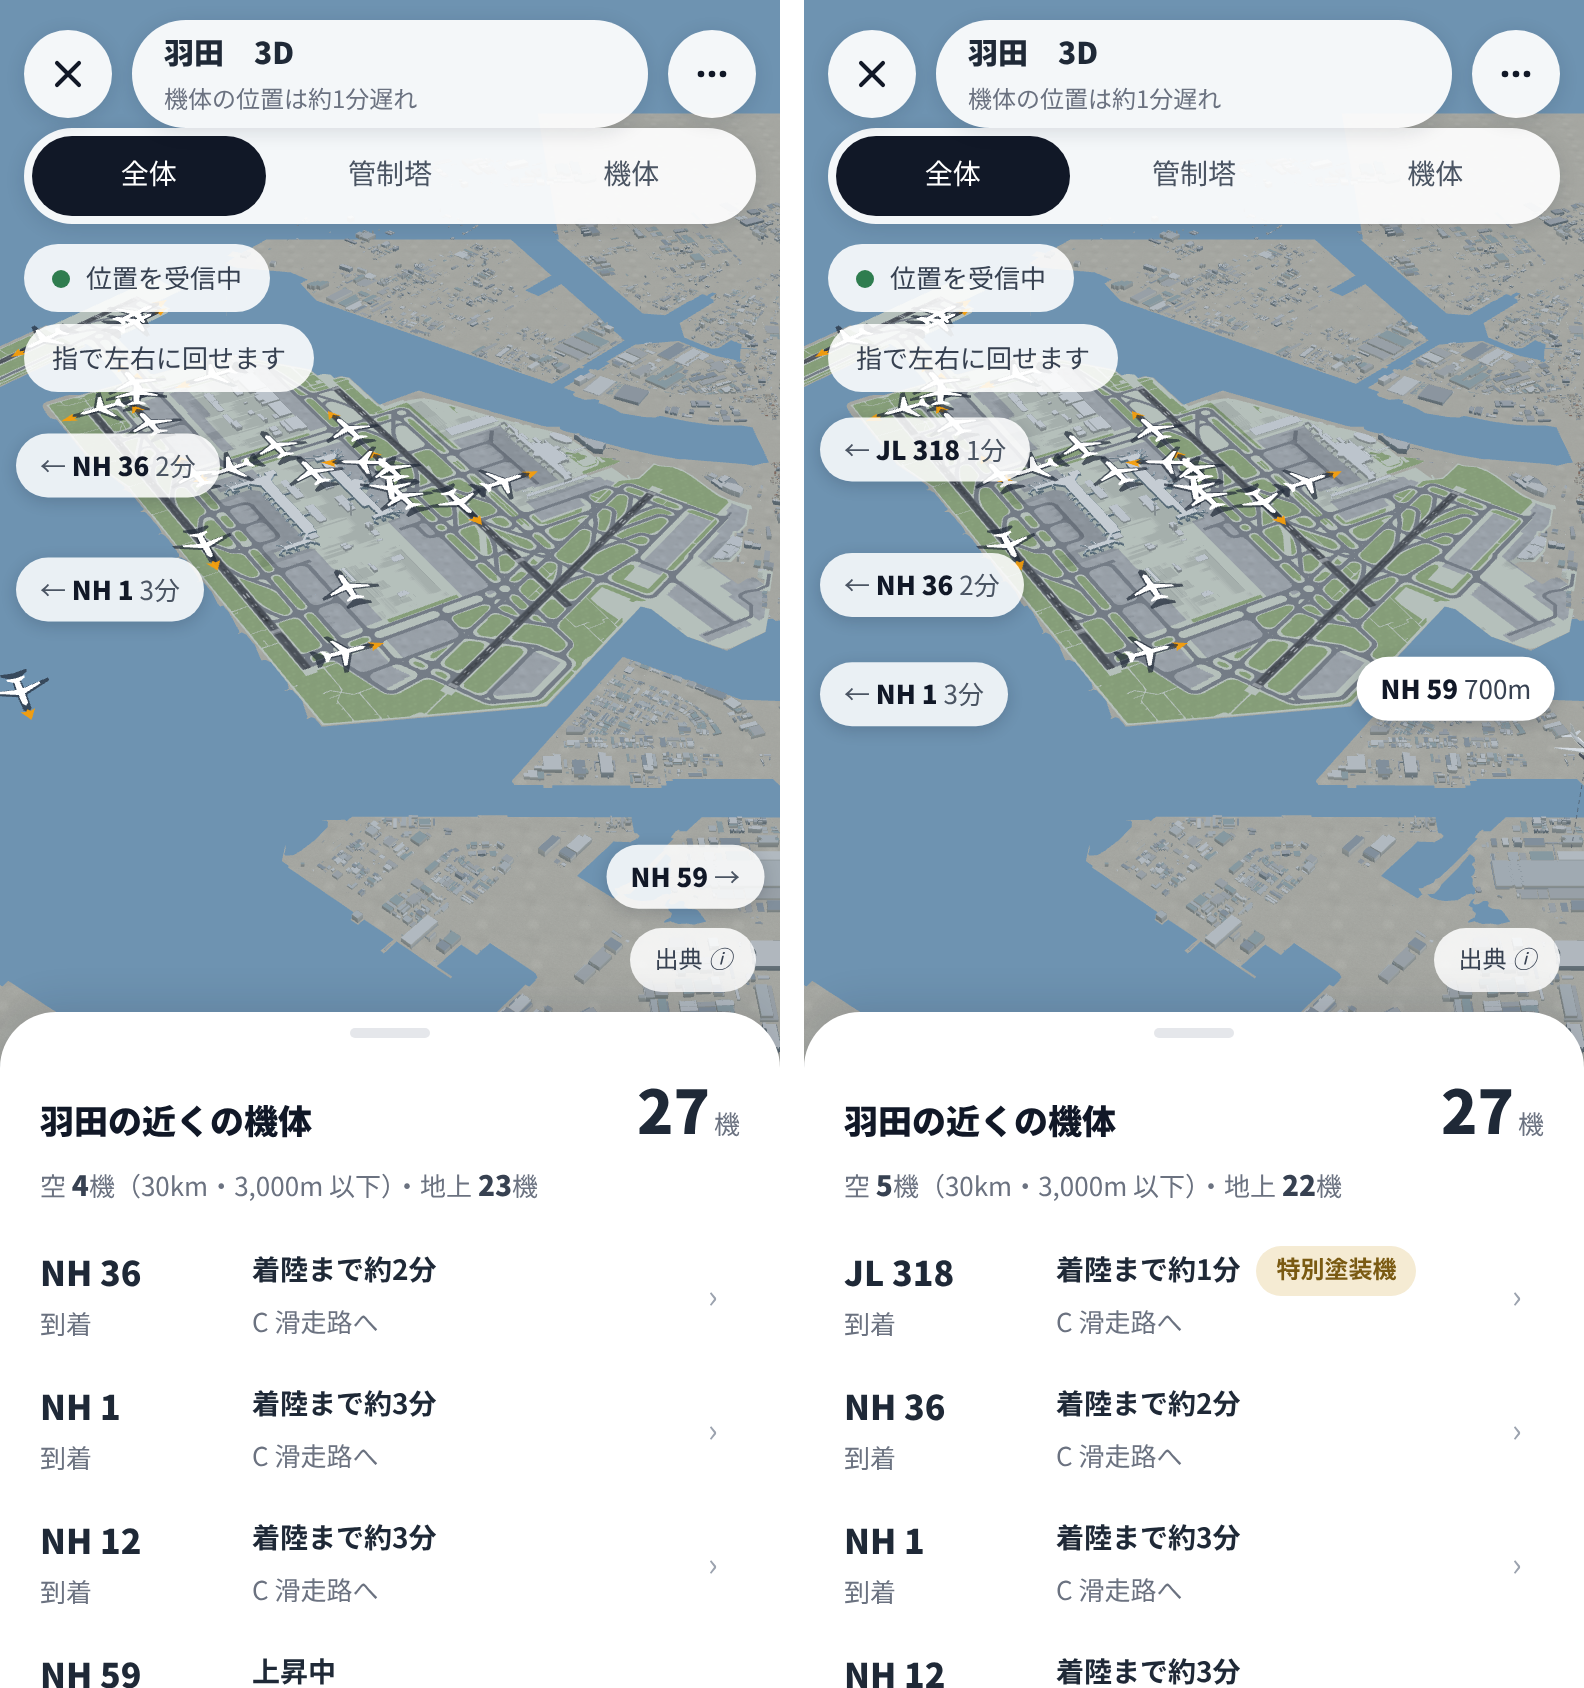 羽田　3D
機体の位置は約1分遅れ
全体
管制塔
機体
位置を受信中
指で左右に回せます
← NH 36 2分
← NH 1 3分
NH 59 →
出典 ⓘ
羽田の近くの機体
27機
空 4機（30km・3,000m 以下）・地上 23機
NH 36
着陸まで約2分
到着
C 滑走路へ
›
NH 1
着陸まで約3分
到着
C 滑走路へ
›
NH 12
着陸まで約3分
到着
C 滑走路へ
›
NH 59
上昇中
羽田　3D
機体の位置は約1分遅れ
全体
管制塔
機体
位置を受信中
指で左右に回せます
← JL 318 1分
← NH 36 2分
← NH 1 3分
NH 59 700m
出典 ⓘ
羽田の近くの機体
27機
空 5機（30km・3,000m 以下）・地上 22機
JL 318
着陸まで約1分 特別塗装機
到着
C 滑走路へ
›
NH 36
着陸まで約2分
到着
C 滑走路へ
›
NH 1
着陸まで約3分
到着
C 滑走路へ
›
NH 12
着陸まで約3分